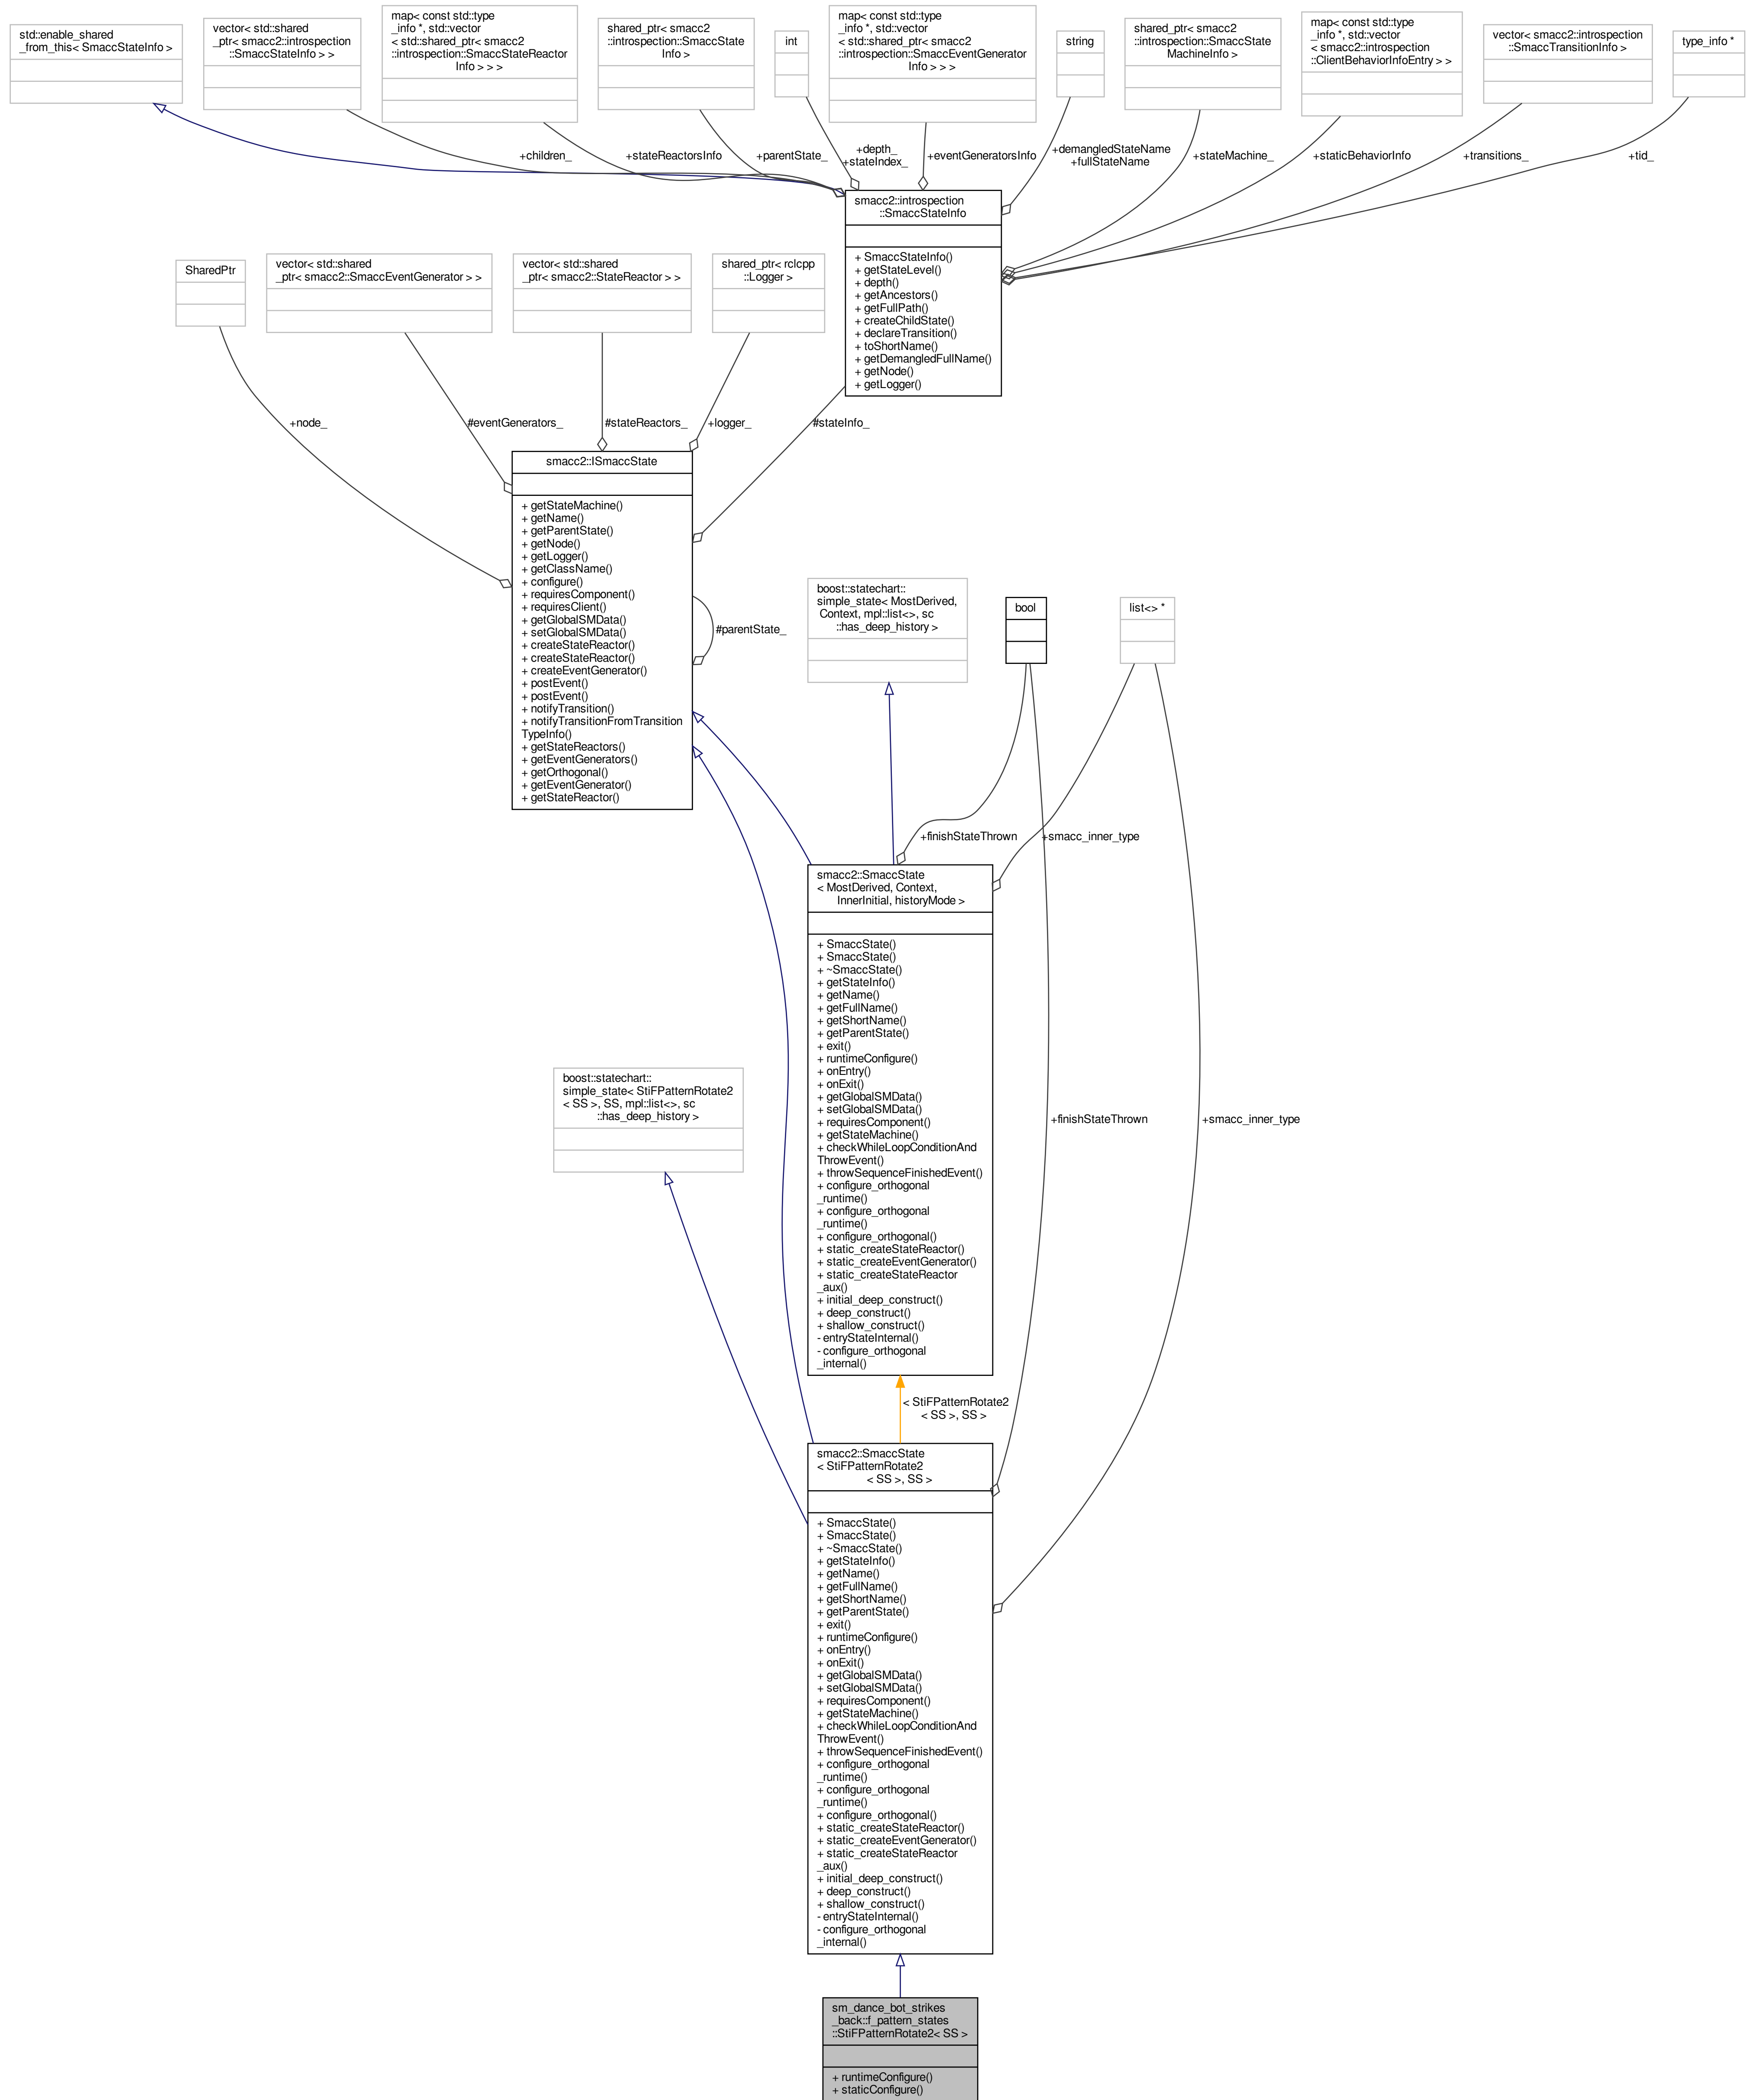 std::enable_shared
_from_this< SmaccStateInfo >
vector< std::shared
_ptr< smacc2::introspection
::SmaccStateInfo > >
map< const std::type
_info *, std::vector
< std::shared_ptr< smacc2
::introspection::SmaccStateReactor
Info > > >
shared_ptr< smacc2
::introspection::SmaccState
Info >
int
map< const std::type
_info *, std::vector
< std::shared_ptr< smacc2
::introspection::SmaccEventGenerator
Info > > >
string
shared_ptr< smacc2
::introspection::SmaccState
MachineInfo >
map< const std::type
_info *, std::vector
< smacc2::introspection
::ClientBehaviorInfoEntry > >
vector< smacc2::introspection
::SmaccTransitionInfo >
type_info *
+children_
+stateReactorsInfo
+parentState_
+depth_
+stateIndex_
+eventGeneratorsInfo
+demangledStateName
+fullStateName
+stateMachine_
+staticBehaviorInfo
+transitions_
+tid_
smacc2::introspection
::SmaccStateInfo
+ SmaccStateInfo()
+ getStateLevel()
+ depth()
+ getAncestors()
+ getFullPath()
+ createChildState()
+ declareTransition()
+ toShortName()
+ getDemangledFullName()
+ getNode()
+ getLogger()
SharedPtr
vector< std::shared
_ptr< smacc2::SmaccEventGenerator > >
vector< std::shared
_ptr< smacc2::StateReactor > >
shared_ptr< rclcpp
::Logger >
+node_
#eventGenerators_
#stateReactors_
+logger_
#stateInfo_
smacc2::ISmaccState
+ getStateMachine()
+ getName()
+ getParentState()
+ getNode()
+ getLogger()
+ getClassName()
+ configure()
+ requiresComponent()
+ requiresClient()
+ getGlobalSMData()
+ setGlobalSMData()
+ createStateReactor()
+ createStateReactor()
+ createEventGenerator()
+ postEvent()
+ postEvent()
+ notifyTransition()
+ notifyTransitionFromTransition
TypeInfo()
+ getStateReactors()
+ getEventGenerators()
+ getOrthogonal()
+ getEventGenerator()
+ getStateReactor()
#parentState_
boost::statechart::
simple_state< MostDerived,
Context, mpl::list<>, sc
::has_deep_history >
bool
list<> *
+finishStateThrown
+smacc_inner_type
smacc2::SmaccState
< MostDerived, Context,
InnerInitial, historyMode >
+ SmaccState()
+ SmaccState()
+ ~SmaccState()
+ getStateInfo()
+ getName()
+ getFullName()
+ getShortName()
+ getParentState()
+ exit()
+ runtimeConfigure()
+ onEntry()
+ onExit()
+ getGlobalSMData()
+ setGlobalSMData()
+ requiresComponent()
+ getStateMachine()
+ checkWhileLoopConditionAnd
ThrowEvent()
+ throwSequenceFinishedEvent()
+ configure_orthogonal
_runtime()
+ configure_orthogonal
_runtime()
+ configure_orthogonal()
+ static_createStateReactor()
+ static_createEventGenerator()
+ static_createStateReactor
_aux()
+ initial_deep_construct()
+ deep_construct()
+ shallow_construct()
- entryStateInternal()
- configure_orthogonal
_internal()
boost::statechart::
simple_state< StiFPatternRotate2
< SS >, SS, mpl::list<>, sc
::has_deep_history >
+finishStateThrown
+smacc_inner_type
< StiFPatternRotate2
< SS >, SS >
smacc2::SmaccState
< StiFPatternRotate2
< SS >, SS >
+ SmaccState()
+ SmaccState()
+ ~SmaccState()
+ getStateInfo()
+ getName()
+ getFullName()
+ getShortName()
+ getParentState()
+ exit()
+ runtimeConfigure()
+ onEntry()
+ onExit()
+ getGlobalSMData()
+ setGlobalSMData()
+ requiresComponent()
+ getStateMachine()
+ checkWhileLoopConditionAnd
ThrowEvent()
+ throwSequenceFinishedEvent()
+ configure_orthogonal
_runtime()
+ configure_orthogonal
_runtime()
+ configure_orthogonal()
+ static_createStateReactor()
+ static_createEventGenerator()
+ static_createStateReactor
_aux()
+ initial_deep_construct()
+ deep_construct()
+ shallow_construct()
- entryStateInternal()
- configure_orthogonal
_internal()
sm_dance_bot_strikes
_back::f_pattern_states
::StiFPatternRotate2< SS >
+ runtimeConfigure()
+ staticConfigure()